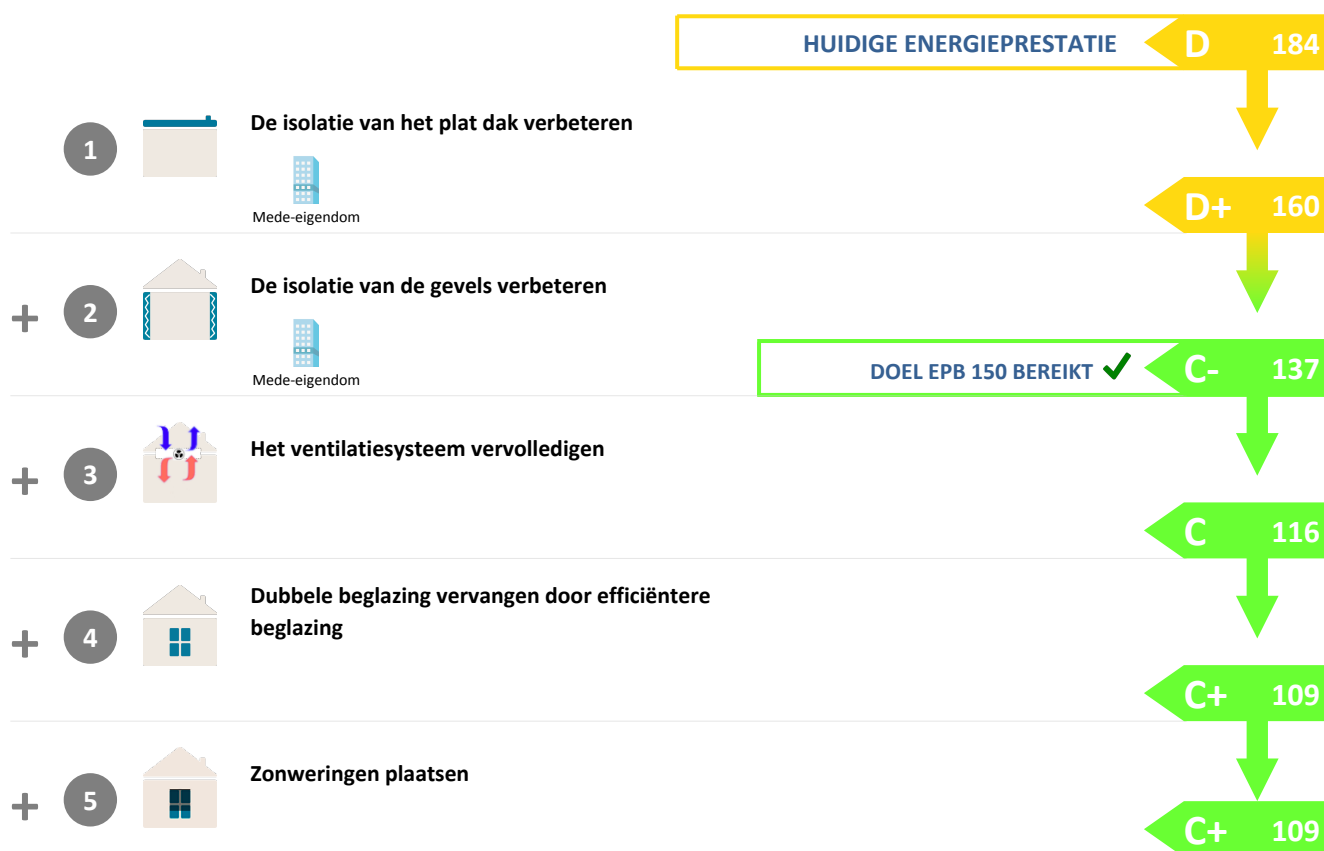 HUIDIGE ENERGIEPRESTATIE D 184
1 De isolatie van het plat dak verbeteren
Mede-eigendom
D+ 160
+ 2 De isolatie van de gevels verbeteren
Mede-eigendom
DOEL EPB 150 BEREIKT ✓ C- 137
+ 3 Het ventilatiesysteem vervolledigen
C 116
+ 4 Dubbele beglazing vervangen door efficiëntere
beglazing
C+ 109
+ 5 Zonweringen plaatsen
C+ 109